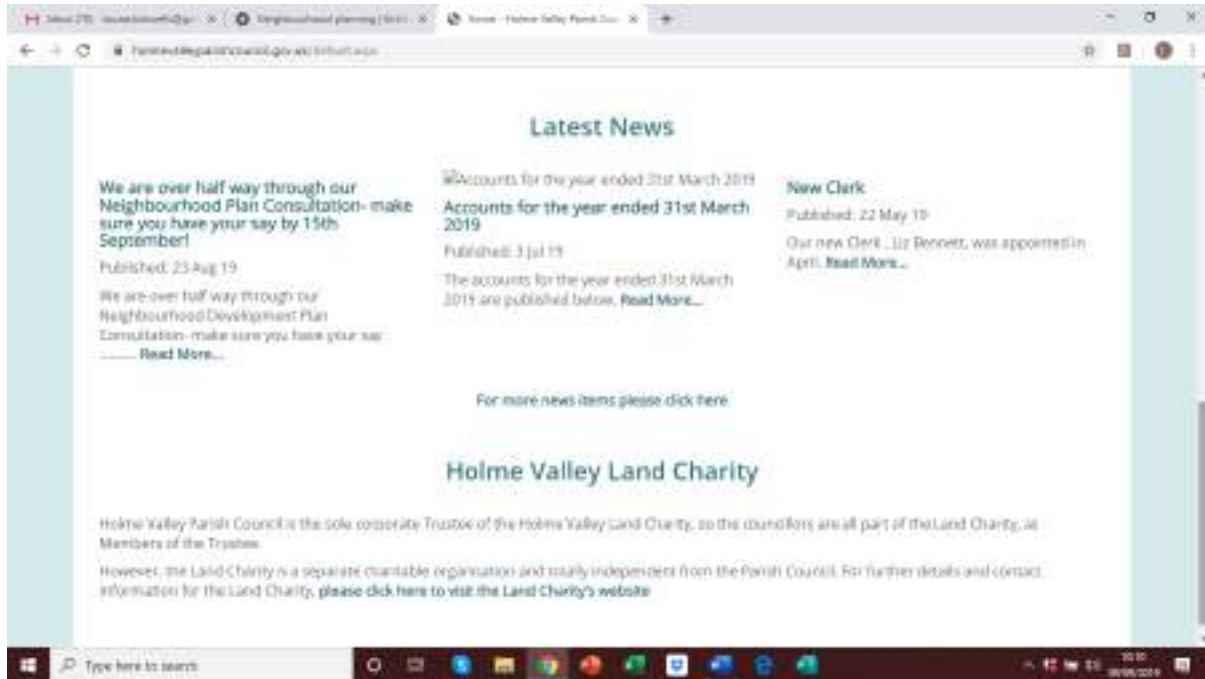 Neighbourhood planning
Home - Holme Valley Parish Cou
Latest News
We are over half way through our
Neighbourhood Plan Consultation- make
sure you have your say by 15th
September!
Published: 23 Aug 19
We are over half way through our
Neighbourhood Development Plan
Consultation- make sure you have your say
.......... Read More...
Accounts for the year ended 31st March 2019
Accounts for the year ended 31st March
2019
Published: 3 Jul 19
The accounts for the year ended 31st March
2019 are published below. Read More...
New Clerk
Published: 22 May 19
Our new Clerk , Liz Bennett, was appointed in
April. Read More...
For more news items please click here
Holme Valley Land Charity
Holme Valley Parish Council is the sole corporate Trustee of the Holme Valley Land Charity, so the councillors are all part of the Land Charity, as
Members of the Trustee.
However, the Land Charity is a separate charitable organisation and totally independent from the Parish Council. For further details and contact
information for the Land Charity, please click here to visit the Land Charity's website
Type here to search